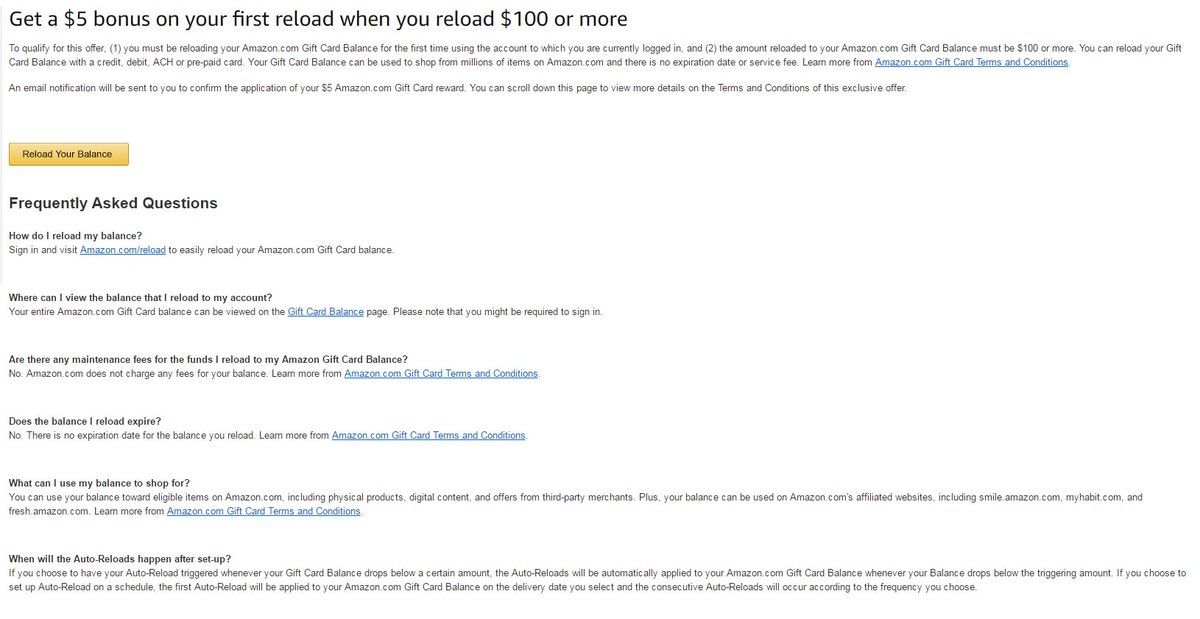 Get a $5 bonus on your first reload when you reload $100 or more
To qualify for this offer, (1) you must be reloading your Amazon.com Gift Card Balance for the first time using the account to which you are currently logged in, and (2) the amount reloaded to your Amazon.com Gift Card Balance must be $100 or more. You can reload your Gift
Card Balance with a credit, debit, ACH or pre-paid card. Your Gift Card Balance can be used to shop from millions of items on Amazon.com and there is no expiration date or service fee. Learn more from Amazon.com Gift Card Terms and Conditions.
An email notification will be sent to you to confirm the application of your $5 Amazon.com Gift Card reward. You can scroll down this page to view more details on the Terms and Conditions of this exclusive offer.
Reload Your Balance
Frequently Asked Questions
How do I reload my balance?
Sign in and visit Amazon.com/reload to easily reload your Amazon.com Gift Card balance.
Where can I view the balance that I reload to my account?
Your entire Amazon.com Gift Card balance can be viewed on the Gift Card Balance page. Please note that you might be required to sign in.
Are there any maintenance fees for the funds I reload to my Amazon Gift Card Balance?
No. Amazon.com does not charge any fees for your balance. Learn more from Amazon.com Gift Card Terms and Conditions.
Does the balance I reload expire?
No. There is no expiration date for the balance you reload. Learn more from Amazon.com Gift Card Terms and Conditions.
What can I use my balance to shop for?
You can use your balance toward eligible items on Amazon.com, including physical products, digital content, and offers from third-party merchants. Plus, your balance can be used on Amazon.com's affiliated websites, including smile.amazon.com, myhabit.com, and
fresh.amazon.com. Learn more from Amazon.com Gift Card Terms and Conditions.
When will the Auto-Reloads happen after set-up?
If you choose to have your Auto-Reload triggered whenever your Gift Card Balance drops below a certain amount, the Auto-Reloads will be automatically applied to your Amazon.com Gift Card Balance whenever your Balance drops below the triggering amount. If you choose to
set up Auto-Reload on a schedule, the first Auto-Reload will be applied to your Amazon.com Gift Card Balance on the delivery date you select and the consecutive Auto-Reloads will occur according to the frequency you choose.